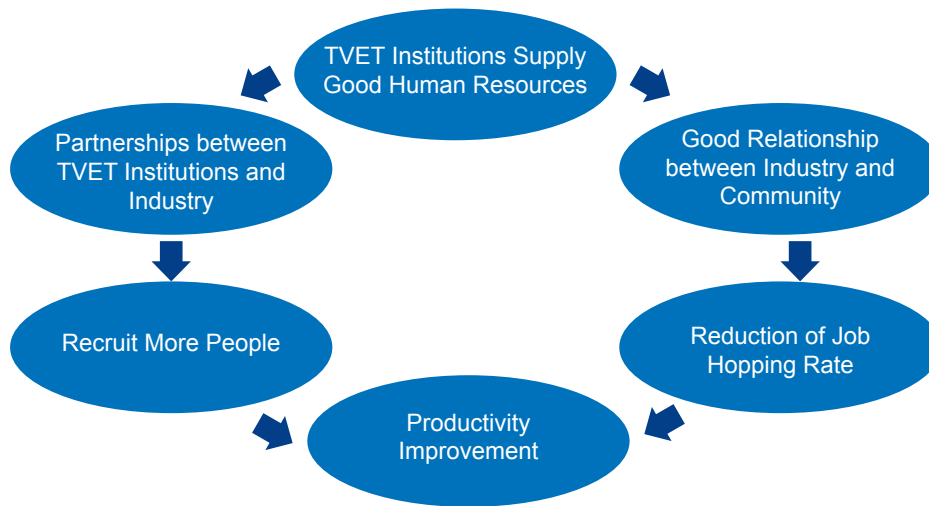 TVET Institutions Supply
Good Human Resources
Partnerships between
TVET Institutions and
Industry
Good Relationship
between Industry and
Community
Recruit More People
Reduction of Job
Hopping Rate
Productivity
Improvement